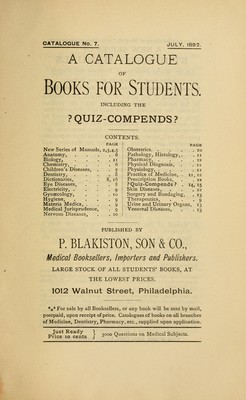 CATALOGUE No. 7. JULY, 1892.
A CATALOGUE
OF
BOOKS FOR STUDENTS.
INCLUDING THE
?QUIZ-COMPENDS?
CONTENTS.
PAGE PAGE
New Series of Manuals, 2,3,4,5 Obstetrics, 10
Anatomy, 6 Pathology, Histology, 11
Biology, 11 Pharmacy, 12
Chemistry, 6 Physical Diagnosis, 11
Children's Diseases, 7 Physiology, 11
Dentistry, 8 Practice of Medicine, 11, 12
Dictionaries, 8, 16 Prescription Books, 12
Eye Diseases, 8 ?Quiz-Compends? 14, 15
Electricity, 9 Skin Diseases, 12
Gynæcology, 10 Surgery and Bandaging, 13
Hygiene, 9 Therapeutics, 9
Materia Medica, 9 Urine and Urinary Organs, 13
Medical Jurisprudence, Venereal Diseases, 13
Nervous Diseases, 10
PUBLISHED BY
P. BLAKISTON, SON & CO.,
Medical Booksellers, Importers and Publishers.
LARGE STOCK OF ALL STUDENTS' BOOKS, AT
THE LOWEST PRICES.
1012 Walnut Street, Philadelphia.
*** For sale by all Booksellers, or any book will be sent by mail,
postpaid, upon receipt of price. Catalogues of books on all branches
of Medicine, Dentistry, Pharmacy, etc., supplied upon application.
Just Ready
Price 10 cents } 3000 Questions on Medical Subjects.